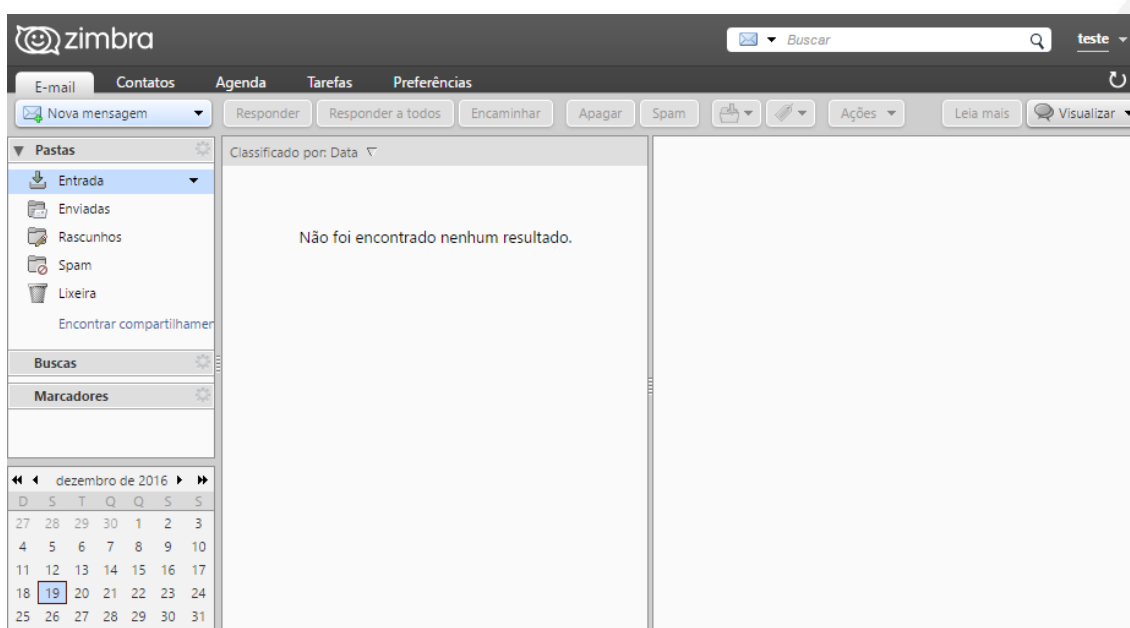 zimbra
Buscar
teste
E-mail Contatos Agenda Tarefas Preferências
Nova mensagem Responder Responder a todos Encaminhar Apagar Spam Ações Leia mais Visualizar
Pastas
Classificado por: Data
Entrada
Enviadas
Rascunhos
Não foi encontrado nenhum resultado.
Spam
Lixeira
Encontrar compartilhamen
Buscas
Marcadores
dezembro de 2016
D S T Q Q S S
27 28 29 30 1 2 3
4 5 6 7 8 9 10
11 12 13 14 15 16 17
18 19 20 21 22 23 24
25 26 27 28 29 30 31